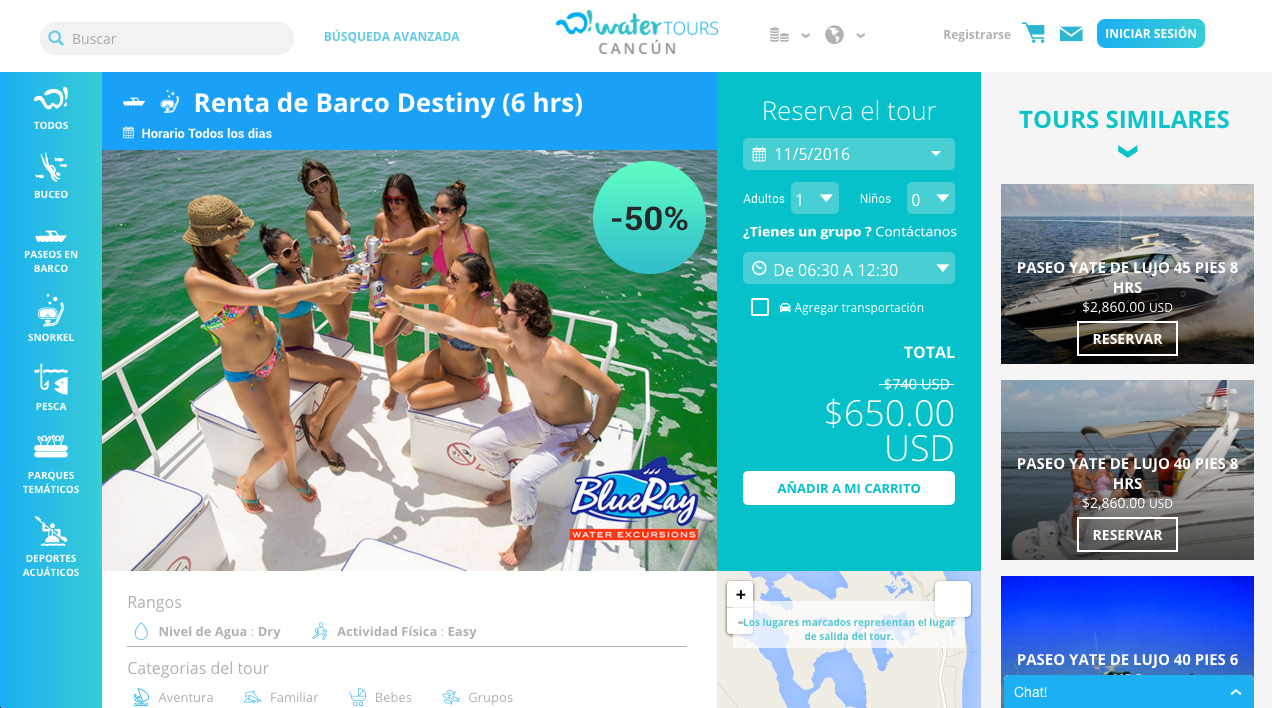 Buscar
BÚSQUEDA AVANZADA
water TOURS
CANCÚN
Registrarse
INICIAR SESIÓN
TODOS
BUCEO
PASEOS EN
BARCO
SNORKEL
PESCA
PARQUES
TEMÁTICOS
DEPORTES
ACUÁTICOS
Renta de Barco Destiny (6 hrs)
Horario Todos los dias
-50%
BlueRay
WATER EXCURSIONS
Reserva el tour
11/5/2016
Adultos 1 Niños 0
¿Tienes un grupo ? Contáctanos
De 06:30 A 12:30
Agregar transportación
TOTAL
$740 USD
$650.00
USD
AÑADIR A MI CARRITO
TOURS SIMILARES
PASEO YATE DE LUJO 45 PIES 8
HRS
$2,860.00 USD
RESERVAR
PASEO YATE DE LUJO 40 PIES 8
HRS
$2,860.00 USD
RESERVAR
PASEO YATE DE LUJO 40 PIES 6
Chat!
Rangos
Nivel de Agua : Dry
Actividad Física : Easy
Categorias del tour
Aventura
Familiar
Bebes
Grupos
+
-
Los lugares marcados representan el lugar
de salida del tour.